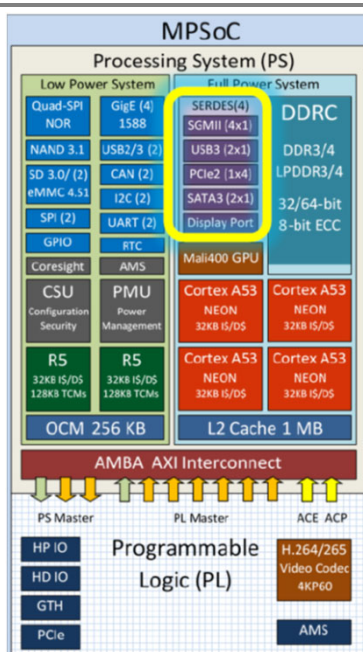 MPSoC
Processing System (PS)
Low Power System
Full Power System
Quad-SPI
NOR
GigE (4)
1588
NAND 3.1
USB2/3 (2)
SD 3.0/ (2)
eMMC 4.51
CAN (2)
I2C (2)
SPI (2)
UART (2)
GPIO
RTC
Coresight
AMS
CSU
Configuration
Security
PMU
Power
Management
R5
32KB I$/D$
128KB TCMs
R5
32KB I$/D$
128KB TCMs
OCM 256 KB
SERDES(4)
SGMII (4x1)
USB3 (2x1)
PCIe2 (1x4)
SATA3 (2x1)
Display Port
DDRC
DDR3/4
LPDDR3/4
32/64-bit
8-bit ECC
Mali400 GPU
Cortex A53
NEON
32KB I$/D$
Cortex A53
NEON
32KB I$/D$
Cortex A53
NEON
32KB I$/D$
Cortex A53
NEON
32KB I$/D$
L2 Cache 1 MB
AMBA AXI Interconnect
PS Master
PL Master
ACE ACP
HP IO
HD IO
GTH
PCIe
Programmable
Logic (PL)
H.264/265
Video Codec
4KP60
AMS